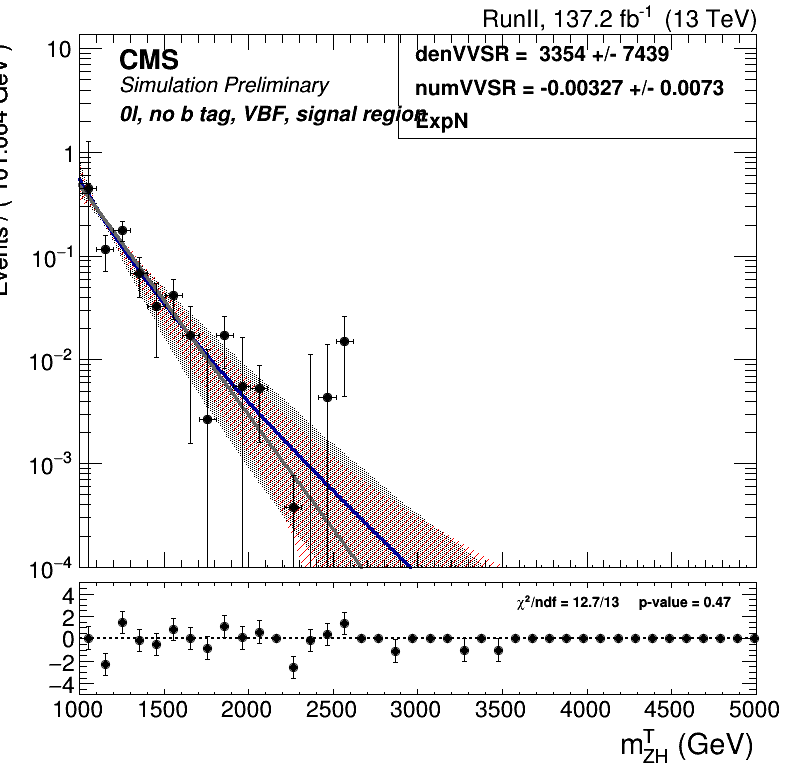 RunII, 137.2 fb⁻¹ (13 TeV)
CMS
Simulation Preliminary
0l, no b tag, VBF, signal region
denVVSR = 3354 +/- 7439
numVVSR = -0.00327 +/- 0.0073
ExpN
10
1
10⁻¹
10⁻²
10⁻³
10⁻⁴
χ²/ndf = 12.7/13 p-value = 0.47
4
2
0
−2
−4
1000 1500 2000 2500 3000 3500 4000 4500 5000
m^T_ZH (GeV)